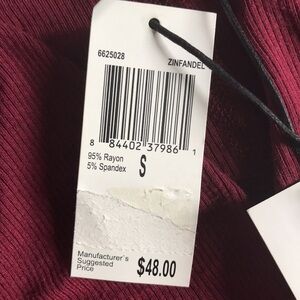 6625028
ZINFANDEL
8 84402 37986 1
95% Rayon
5% Spandex
S
Manufacturer's
Suggested
Price
$48.00